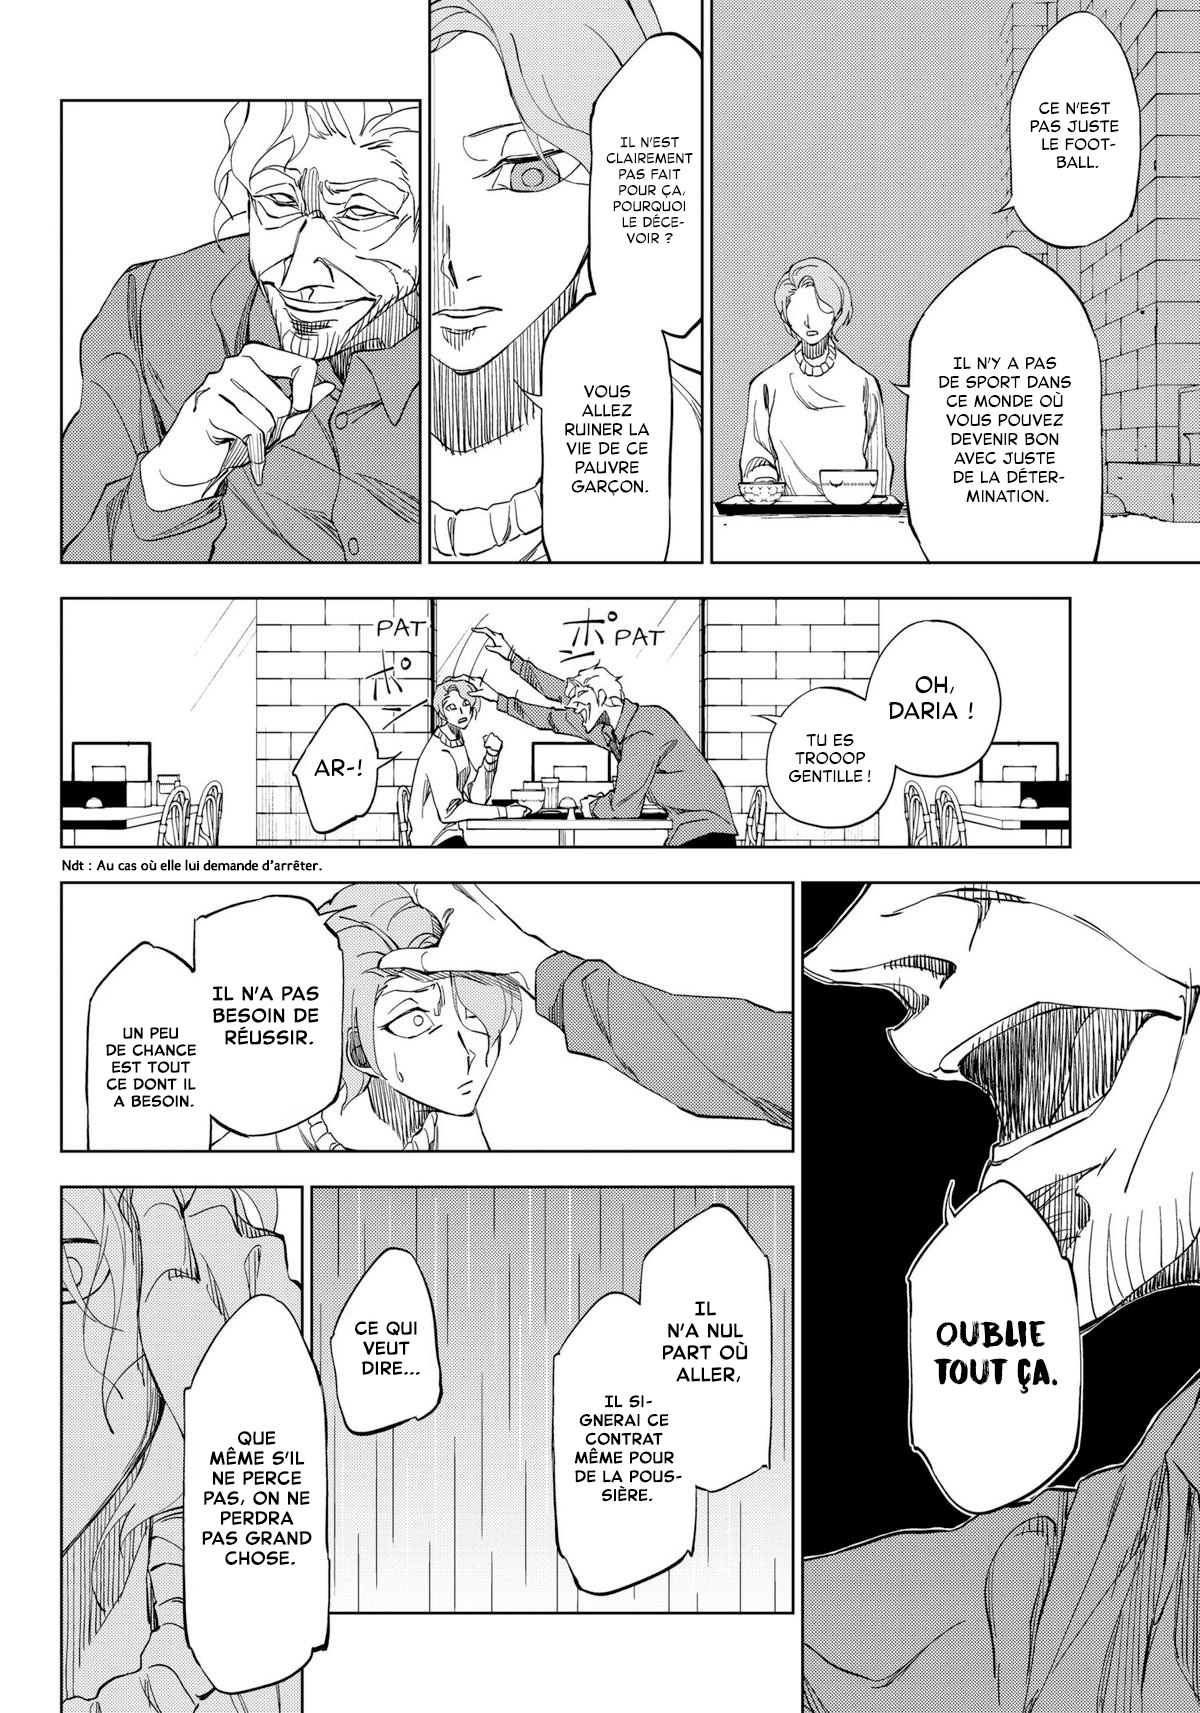 CE N'EST
PAS JUSTE
LE FOOT-
BALL.
IL N'Y A PAS
DE SPORT DANS
CE MONDE OÙ
VOUS POUVEZ
DEVENIR BON
AVEC JUSTE
DE LA DÉTER-
MINATION.
IL N'EST
CLAIREMENT
PAS FAIT
POUR ÇA,
POURQUOI
LE DÉCE-
VOIR ?
VOUS
ALLEZ
RUINER LA
VIE DE CE
PAUVRE
GARÇON.
OH,
DARIA !
TU ES
TROOOP
GENTILLE !
ポン
PAT
PAT
ポン
AR-!
Ndt : Au cas où elle lui demande d'arrêter.
OUBLIE
TOUT ÇA.
IL N'A PAS
BESOIN DE
RÉUSSIR.
UN PEU
DE CHANCE
EST TOUT
CE DONT IL
A BESOIN.
IL
N'A NUL
PART OÙ
ALLER,
IL SI-
GNERAI CE
CONTRAT
MÊME POUR
DE LA POUS-
SIÈRE.
CE QUI
VEUT
DIRE...
QUE
MÊME S'IL
NE PERCE
PAS, ON NE
PERDRA
PAS GRAND
CHOSE.